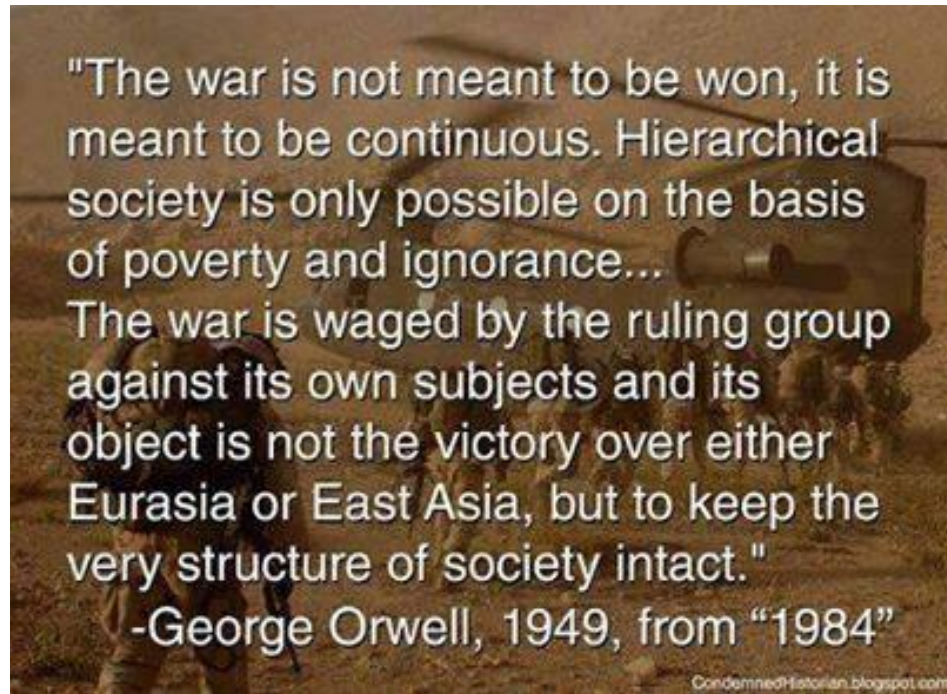 "The war is not meant to be won, it is
meant to be continuous. Hierarchical
society is only possible on the basis
of poverty and ignorance...
The war is waged by the ruling group
against its own subjects and its
object is not the victory over either
Eurasia or East Asia, but to keep the
very structure of society intact."
-George Orwell, 1949, from “1984”
CondemnedHistorian.blogspot.com